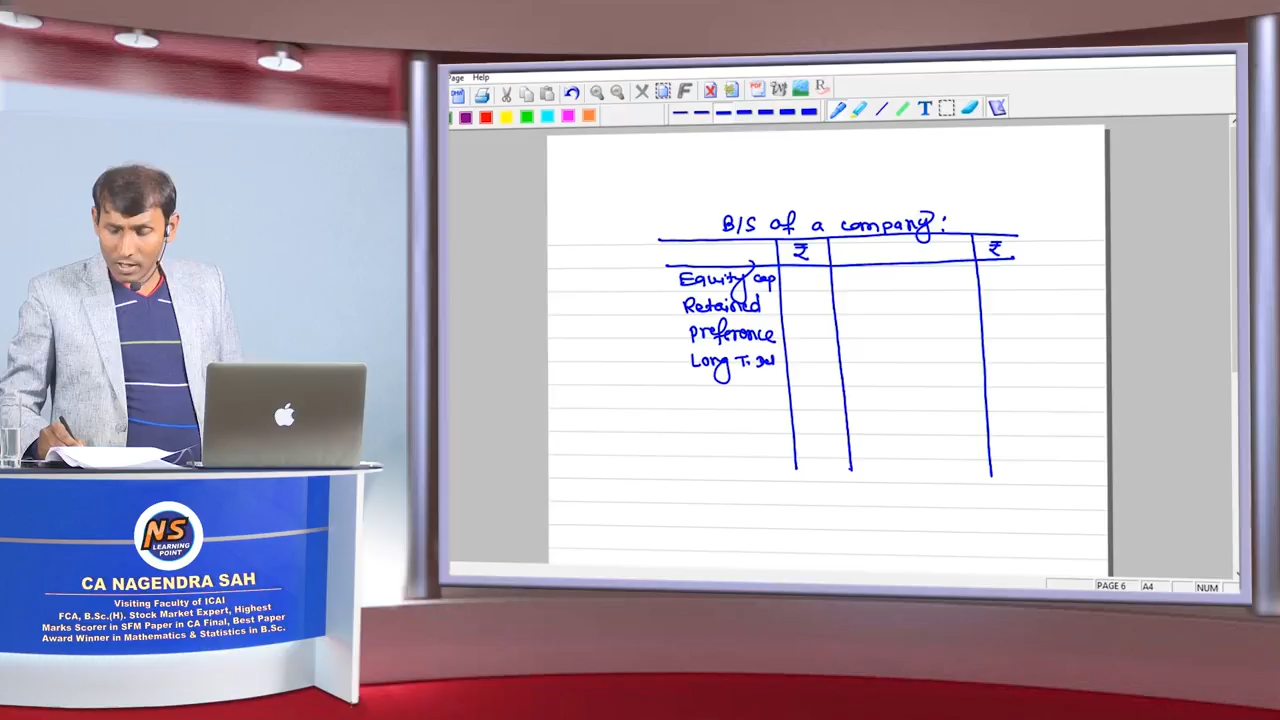 Page Help
B/S of a company:
₹ ₹
Equity Cap
Retained
Preference
Long T. Del
PAGE 6 A4 NUM
NS
LEARNING
POINT
CA NAGENDRA SAH
Visiting Faculty of ICAI
FCA, B.Sc.(H). Stock Market Expert, Highest
Marks Scorer in SFM Paper in CA Final, Best Paper
Award Winner in Mathematics & Statistics in B.Sc.